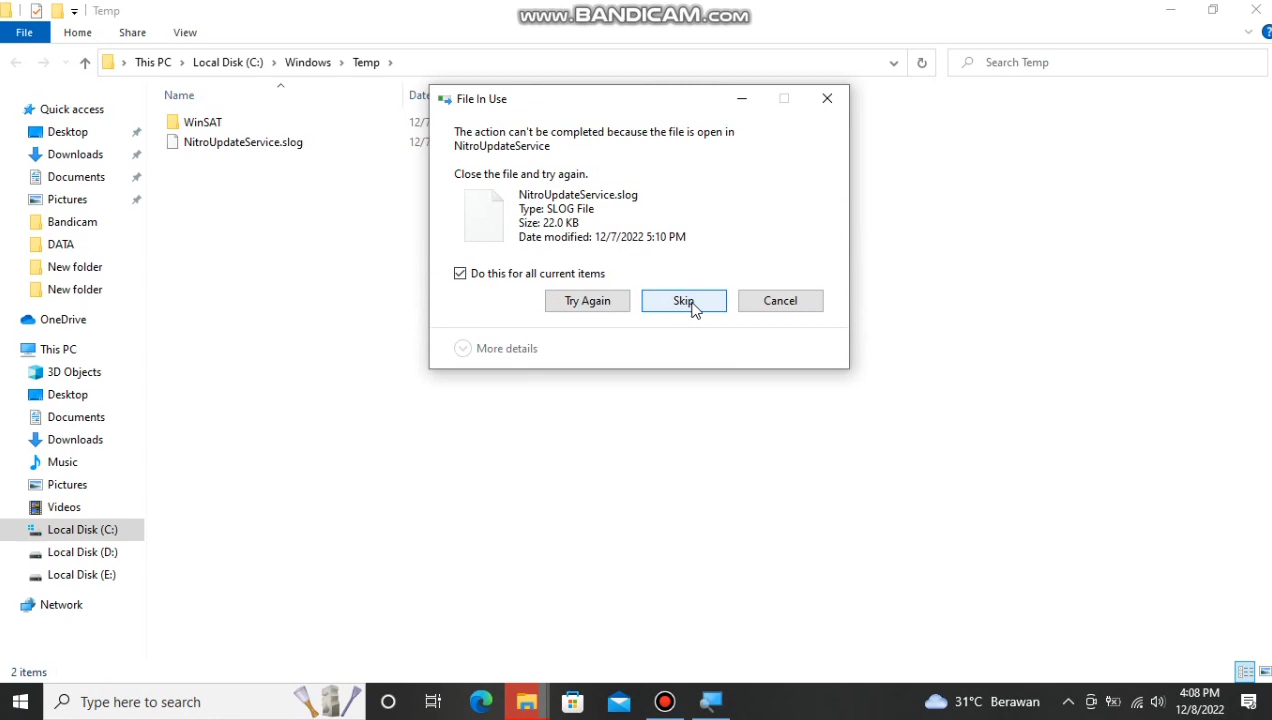 Temp
www.BANDICAM.com
File Home Share View
This PC Local Disk (C:) Windows Temp
Search Temp
Name
Date
WinSAT
12/7
NitroUpdateService.slog
12/7
Quick access
Desktop
Downloads
Documents
Pictures
Bandicam
DATA
New folder
New folder
OneDrive
This PC
3D Objects
Desktop
Documents
Downloads
Music
Pictures
Videos
Local Disk (C:)
Local Disk (D:)
Local Disk (E:)
Network
File In Use
The action can't be completed because the file is open in
NitroUpdateService
Close the file and try again.
NitroUpdateService.slog
Type: SLOG File
Size: 22.0 KB
Date modified: 12/7/2022 5:10 PM
Do this for all current items
Try Again Skip Cancel
More details
2 items
Type here to search
31°C Berawan
4:08 PM
12/8/2022